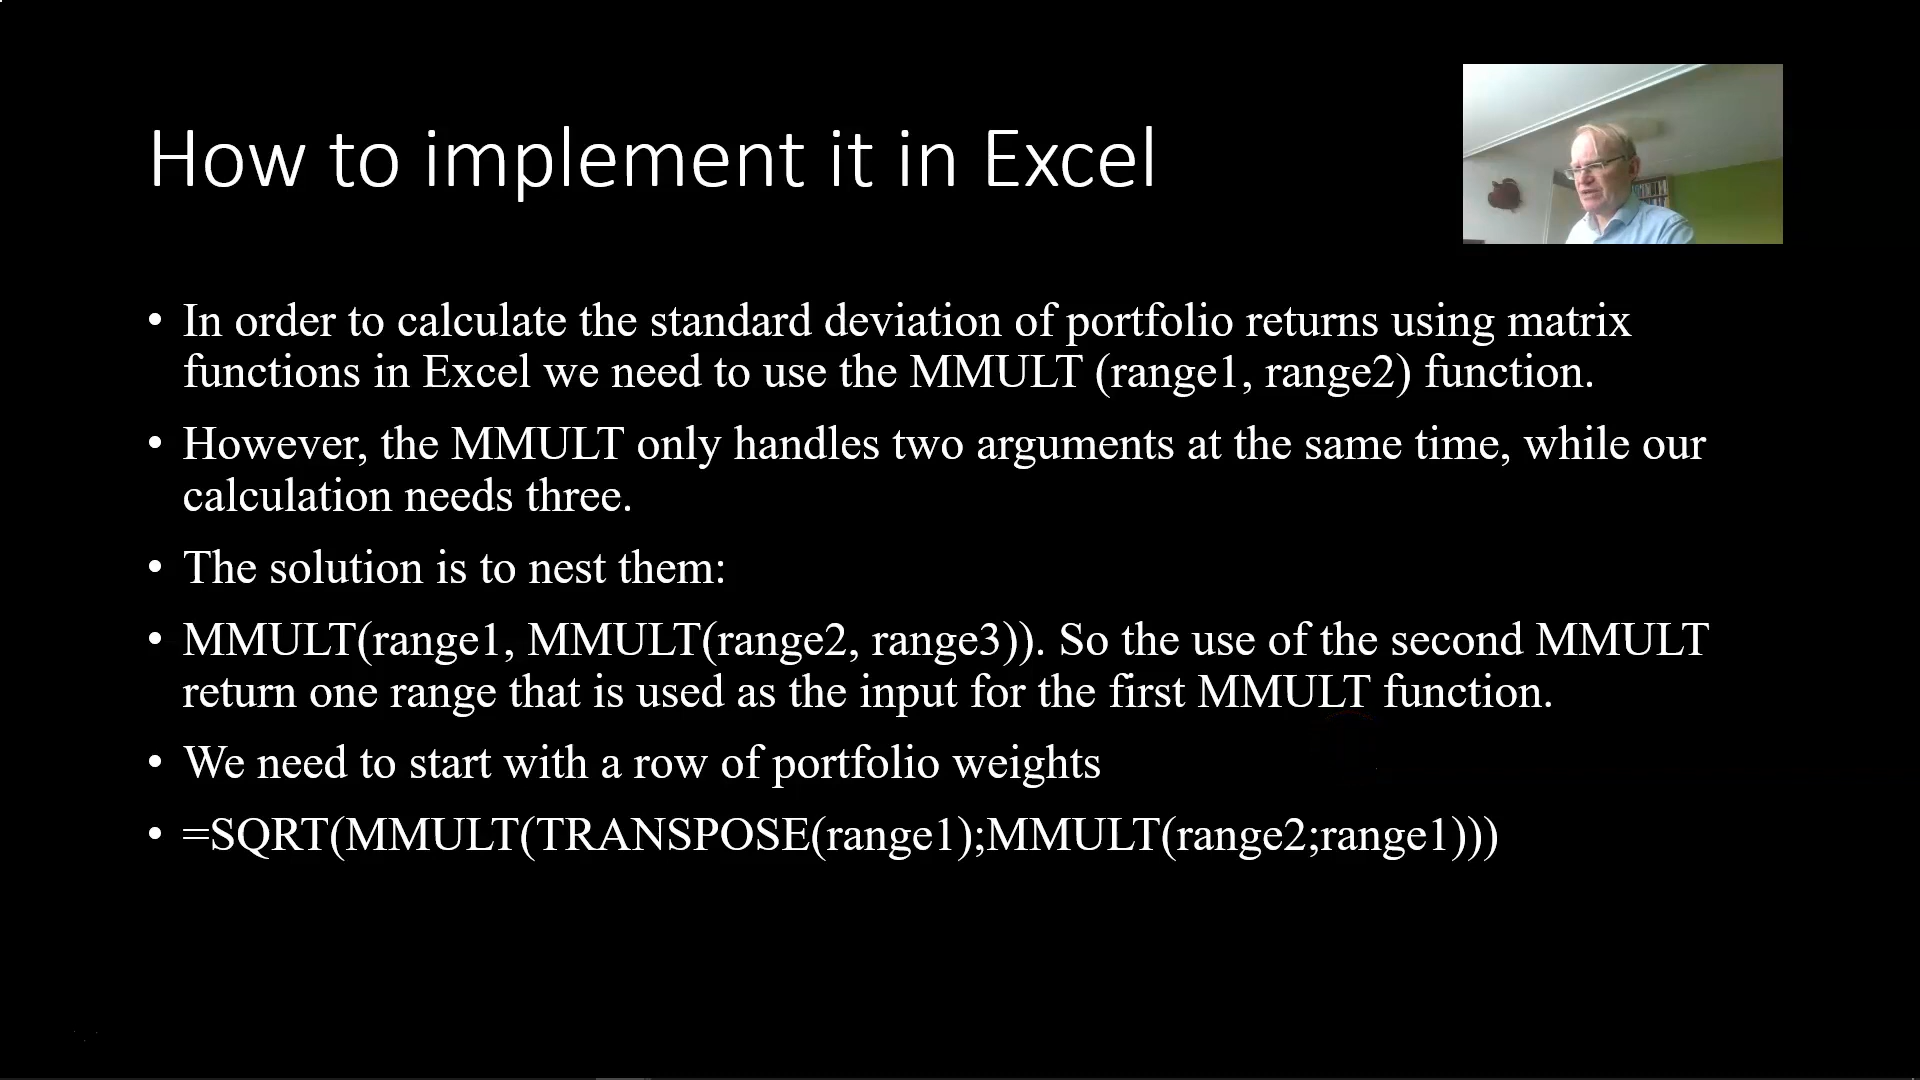 How to implement it in Excel
• In order to calculate the standard deviation of portfolio returns using matrix
functions in Excel we need to use the MMULT (range1, range2) function.
• However, the MMULT only handles two arguments at the same time, while our
calculation needs three.
• The solution is to nest them:
• MMULT(range1, MMULT(range2, range3)). So the use of the second MMULT
return one range that is used as the input for the first MMULT function.
• We need to start with a row of portfolio weights
• =SQRT(MMULT(TRANSPOSE(range1);MMULT(range2;range1)))